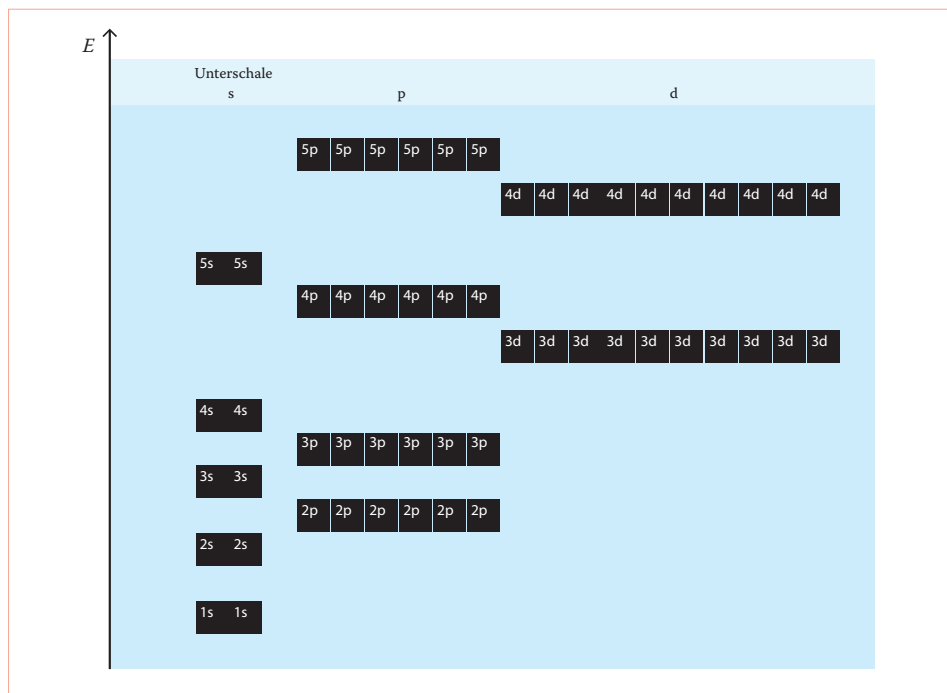 E
Unterschale
s p d
5p 5p 5p 5p 5p 5p
4d 4d 4d 4d 4d 4d 4d 4d 4d 4d
5s 5s
4p 4p 4p 4p 4p 4p
3d 3d 3d 3d 3d 3d 3d 3d 3d 3d
4s 4s
3p 3p 3p 3p 3p 3p
3s 3s
2p 2p 2p 2p 2p 2p
2s 2s
1s 1s